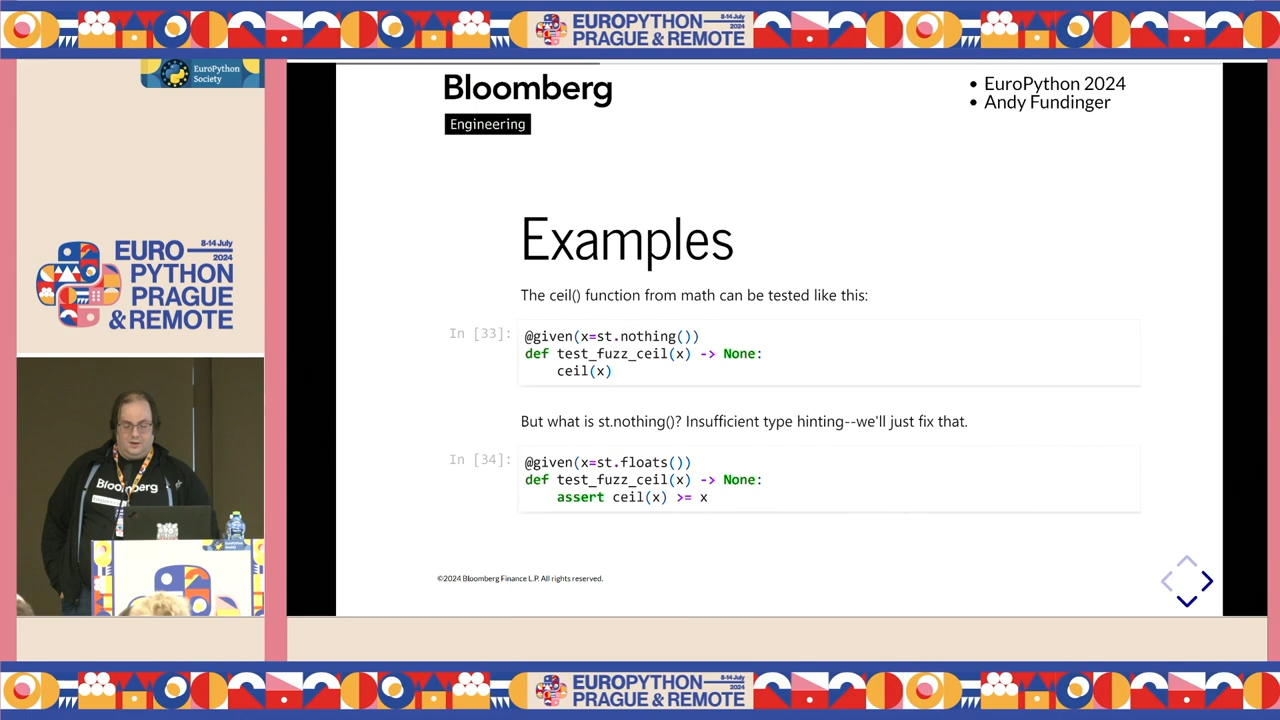 EUROPYTHON 8-14 July 2024
PRAGUE & REMOTE
EuroPython
Society
EURO 8-14 July 2024
PYTHON
PRAGUE
& REMOTE
Bloomberg
Engineering
• EuroPython 2024
• Andy Fundinger
Examples
The ceil() function from math can be tested like this:
In [33]:
@given(x=st.nothing())
def test_fuzz_ceil(x) -> None:
    ceil(x)
But what is st.nothing()? Insufficient type hinting--we'll just fix that.
In [34]:
@given(x=st.floats())
def test_fuzz_ceil(x) -> None:
    assert ceil(x) >= x
©2024 Bloomberg Finance L.P. All rights reserved.
Bloomberg
EUROPYTHON 8-14 July 2024
PRAGUE & REMOTE